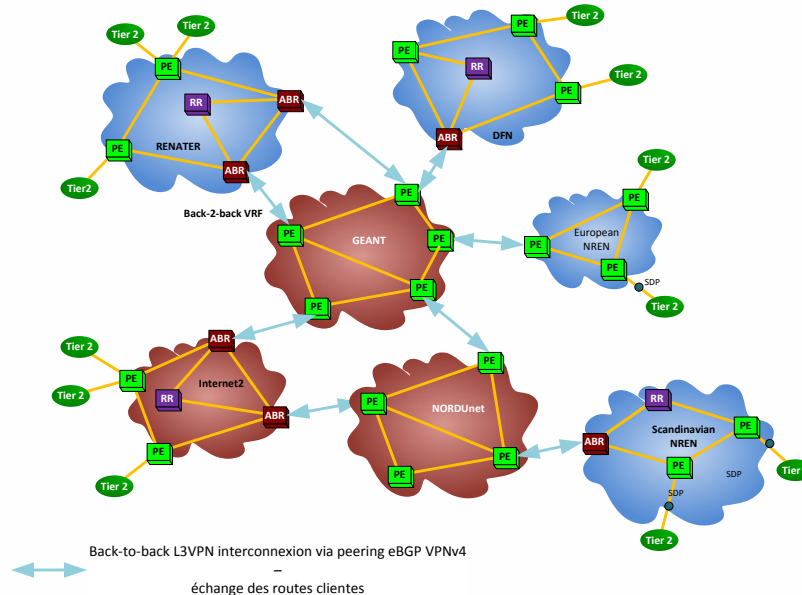 Tier 2
Tier 2
Tier 2
PE
PE
PE
RR
ABR
RR
Tier 2
PE
PE
ABR
DFN
RENATER
ABR
Tier 2
Tier2
PE
PE
Back-2-back VRF
PE
GEANT
PE
European
NREN
PE
PE
SDP
PE
PE
Tier 2
ABR
Tier 2
PE
Tier 2
PE
Internet2
RR
NORDUnet
PE
RR
ABR
Scandinavian
NREN
PE
ABR
PE
PE
PE
PE
SDP
Tier 2
Tier 2
SDP
Tier 2
Back-to-back L3VPN interconnexion via peering eBGP VPNv4
–
échange des routes clientes